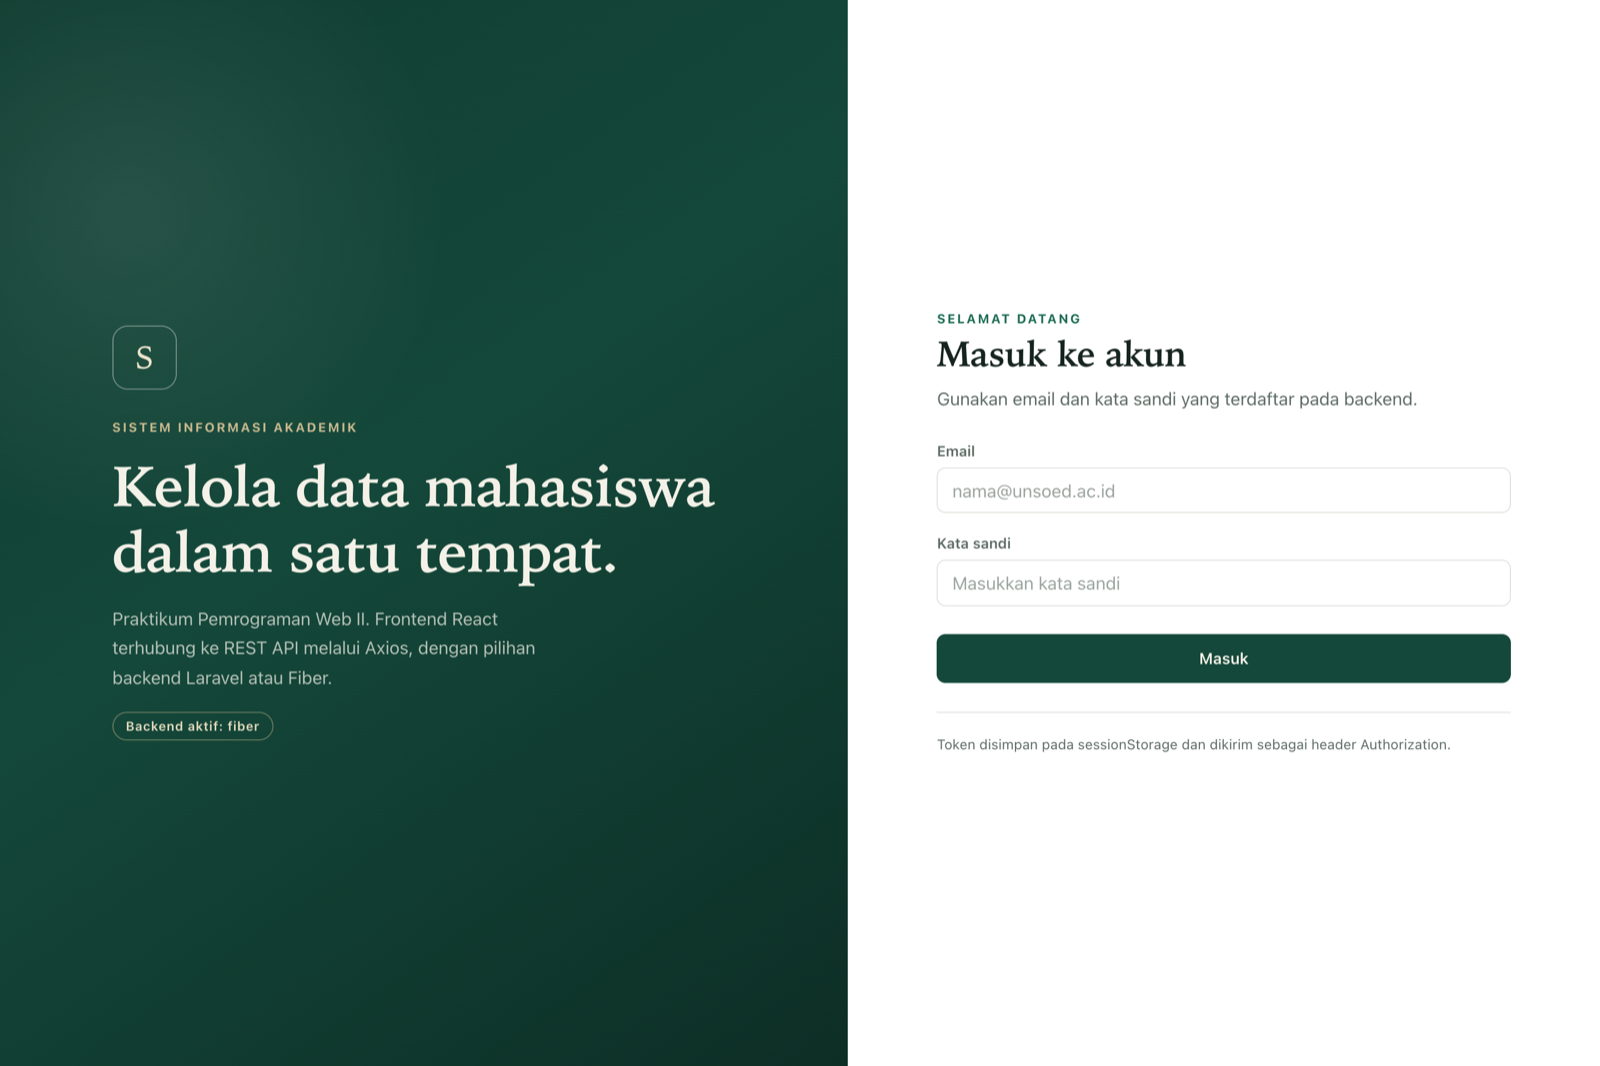 S
SISTEM INFORMASI AKADEMIK
Kelola data mahasiswa
dalam satu tempat.
Praktikum Pemrograman Web II. Frontend React
terhubung ke REST API melalui Axios, dengan pilihan
backend Laravel atau Fiber.
Backend aktif: fiber
SELAMAT DATANG
Masuk ke akun
Gunakan email dan kata sandi yang terdaftar pada backend.
Email
nama@unsoed.ac.id
Kata sandi
Masukkan kata sandi
Masuk
Token disimpan pada sessionStorage dan dikirim sebagai header Authorization.